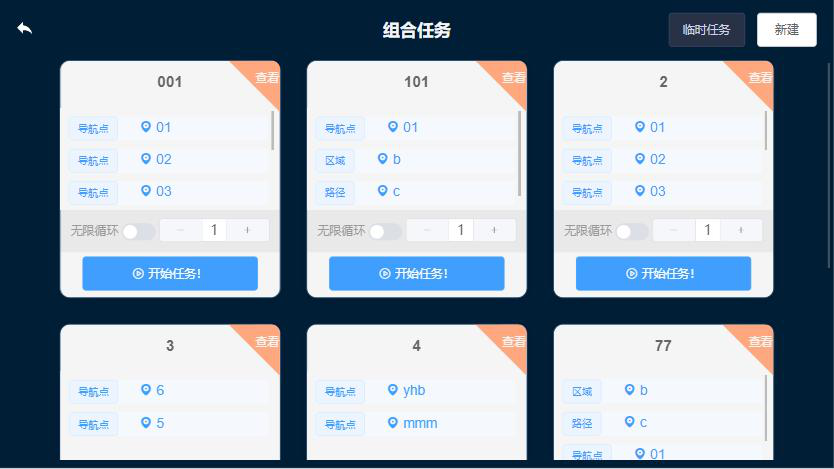 组合任务
临时任务
新建
001
查看
导航点 01
导航点 02
导航点 03
无限循环 − 1 +
开始任务!
101
查看
导航点 01
区域 b
路径 c
无限循环 − 1 +
开始任务!
2
查看
导航点 01
导航点 02
导航点 03
无限循环 − 1 +
开始任务!
3
查看
导航点 6
导航点 5
4
查看
导航点 yhb
导航点 mmm
77
查看
区域 b
路径 c
导航点 01